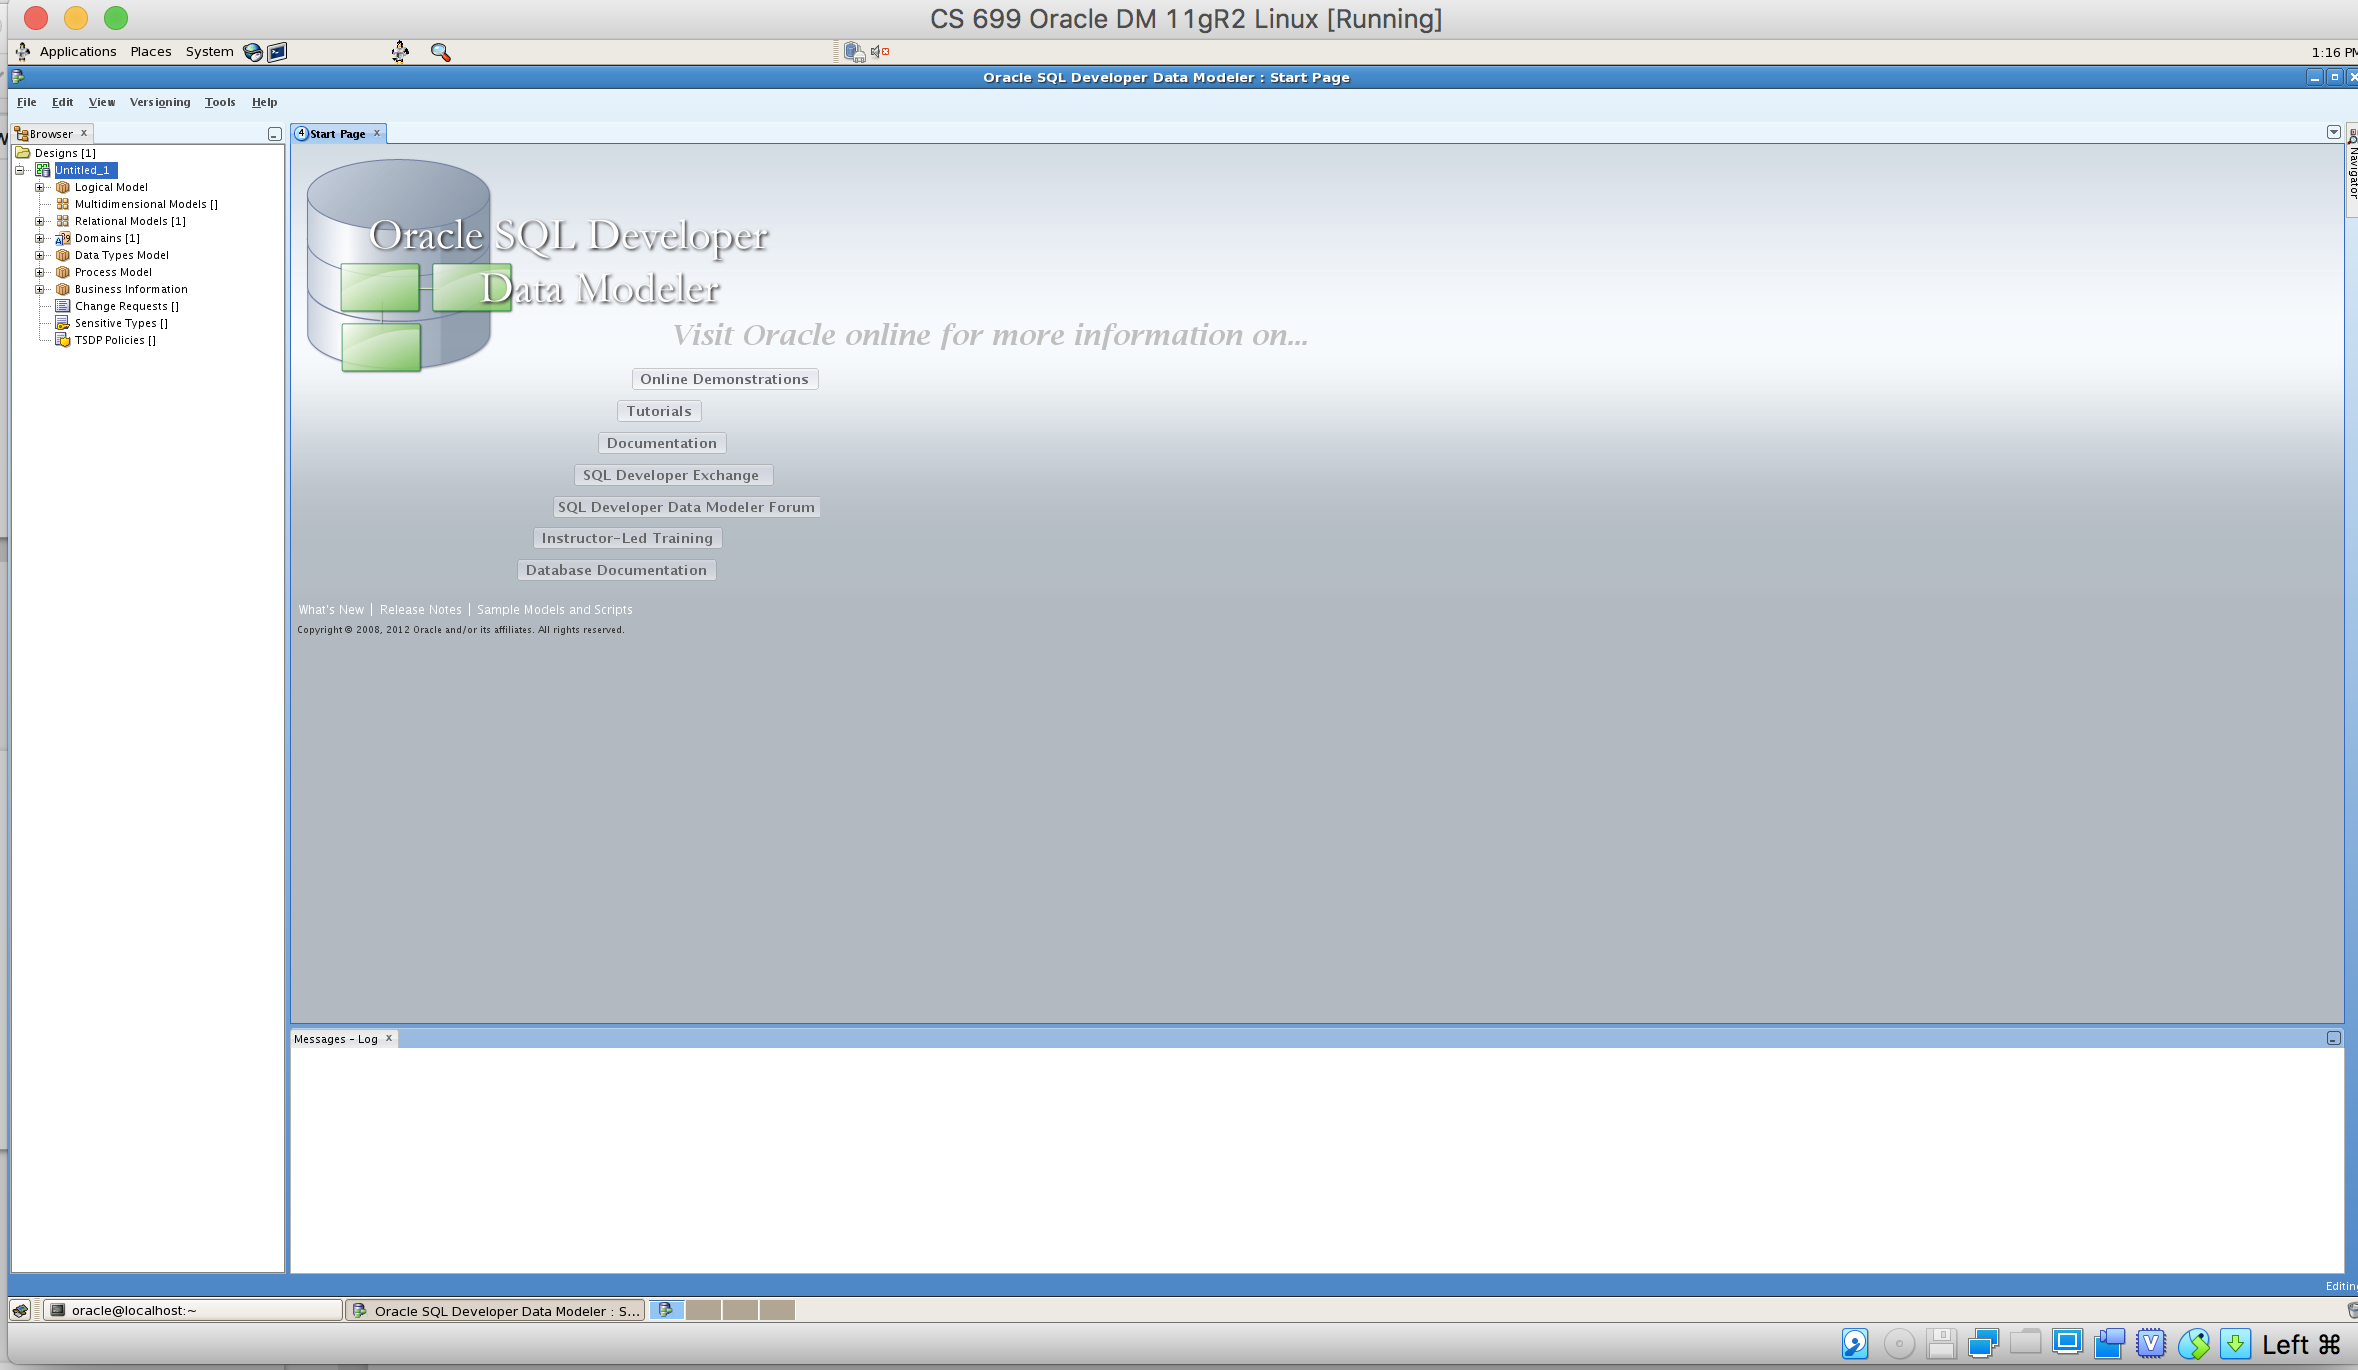 CS 699 Oracle DM 11gR2 Linux [Running]
Applications Places System
1:16 PM
Oracle SQL Developer Data Modeler : Start Page
File Edit View Versioning Tools Help
Browser x
4 Start Page x
Navigator
Designs [1]
Untitled_1
Logical Model
Multidimensional Models []
Relational Models [1]
Domains [1]
Data Types Model
Process Model
Business Information
Change Requests []
Sensitive Types []
TSDP Policies []
Oracle SQL Developer
Data Modeler
Visit Oracle online for more information on...
Online Demonstrations
Tutorials
Documentation
SQL Developer Exchange
SQL Developer Data Modeler Forum
Instructor-Led Training
Database Documentation
What's New | Release Notes | Sample Models and Scripts
Copyright © 2008, 2012 Oracle and/or its affiliates. All rights reserved.
Messages - Log x
Editing
oracle@localhost:~
Oracle SQL Developer Data Modeler : S...
Left ⌘